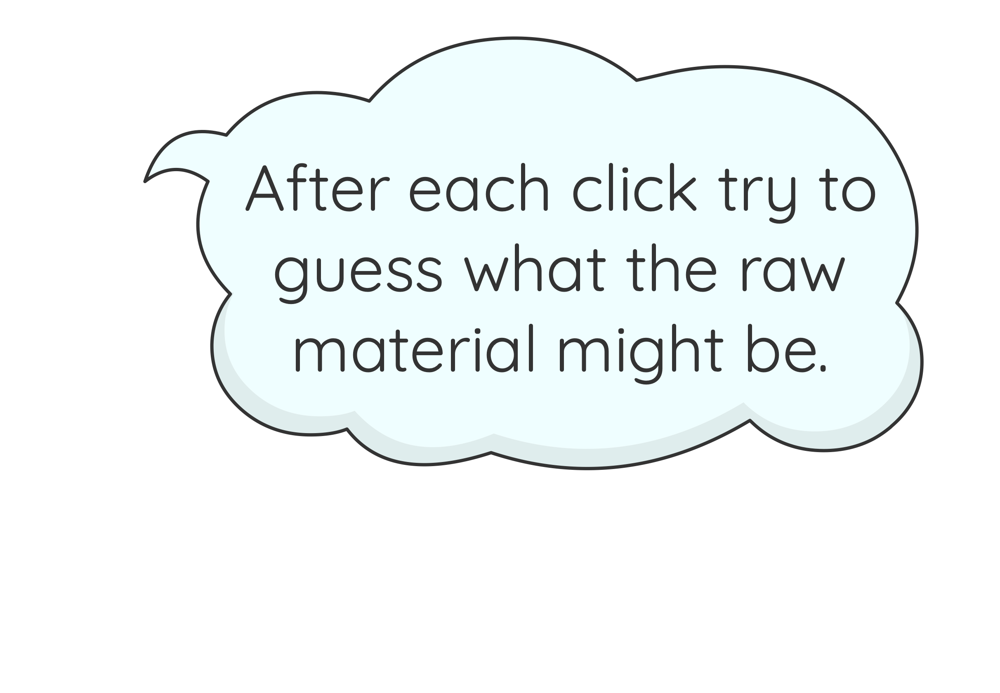 After each click try to
guess what the raw
material might be.